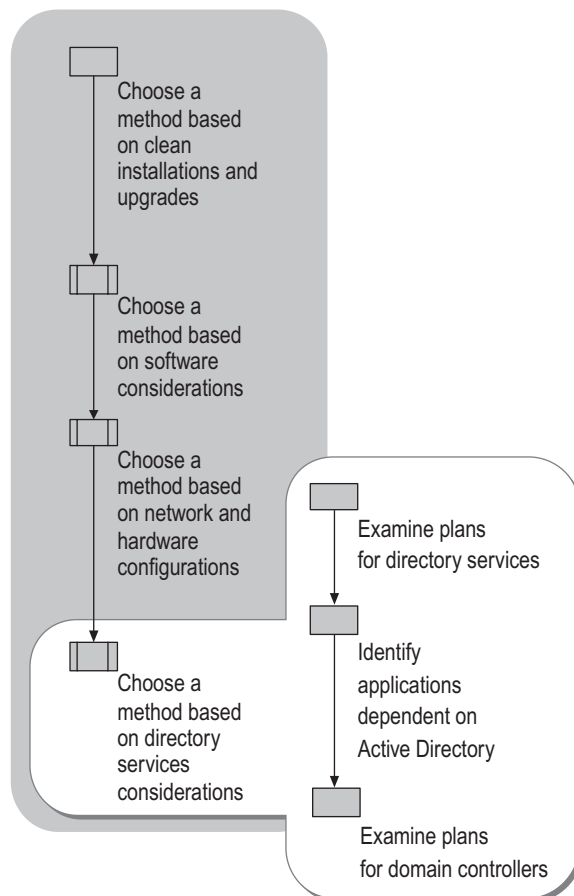 Choose a
method based
on clean
installations and
upgrades
Choose a
method based
on software
considerations
Choose a
method based
on network and
hardware
configurations
Choose a
method based
on directory
services
considerations
Examine plans
for directory services
Identify
applications
dependent on
Active Directory
Examine plans
for domain controllers